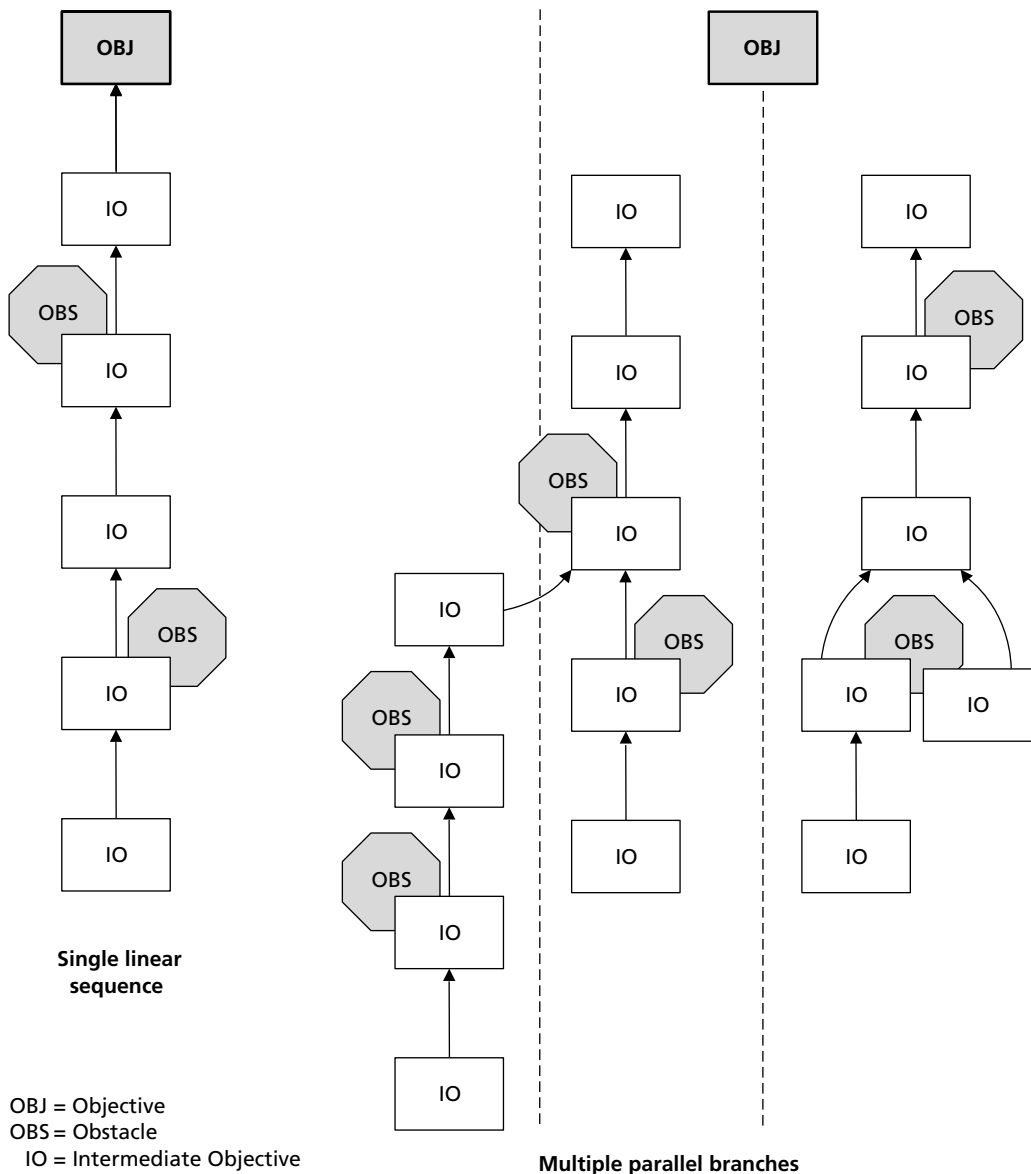 OBJ
OBJ
IO
IO
IO
OBS
OBS
IO
IO
IO
OBS
IO
IO
IO
IO
OBS
OBS
OBS
IO
IO
IO
IO
OBS
IO
IO
IO
IO
OBS
IO
Single linear
sequence
IO
OBJ = Objective
OBS = Obstacle
IO = Intermediate Objective
Multiple parallel branches